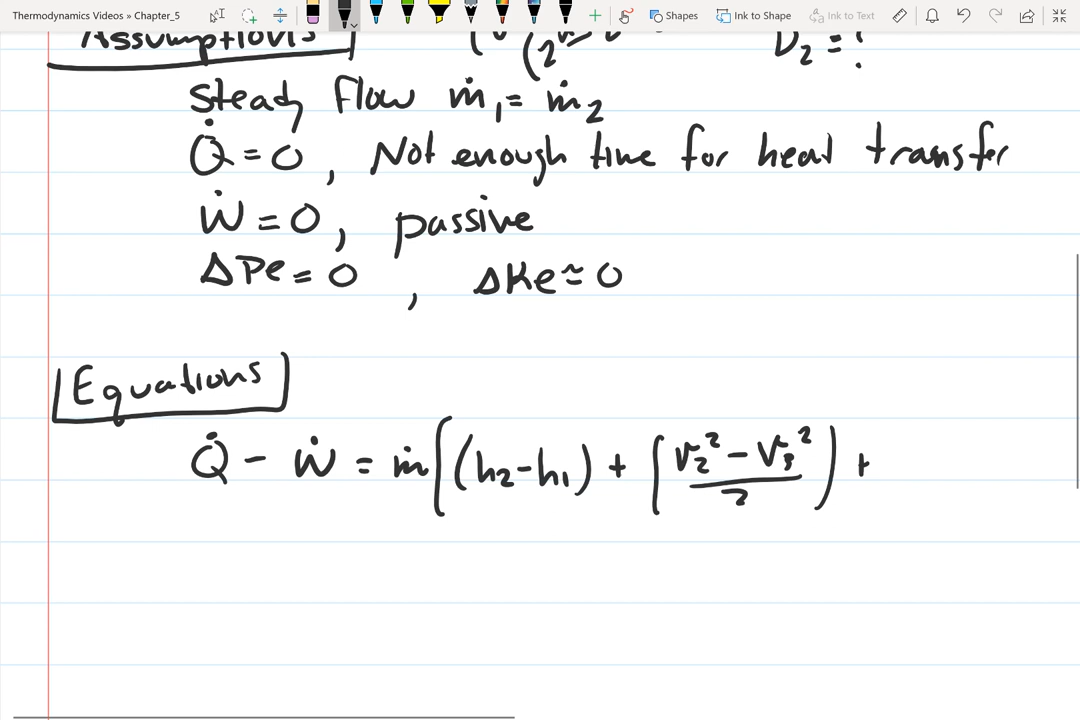 Thermodynamics Videos » Chapter_5
Shapes
Ink to Shape
Ink to Text
Assumptions
D₂ = ?
Steady Flow ṁ₁ = ṁ₂
Q̇ = 0, Not enough time for heat transfer
Ẇ = 0, passive
ΔPe = 0, ΔKe ≈ 0
Equations
Q̇ - Ẇ = ṁ[(h₂-h₁) + (V₂² - V₁²)/2) +